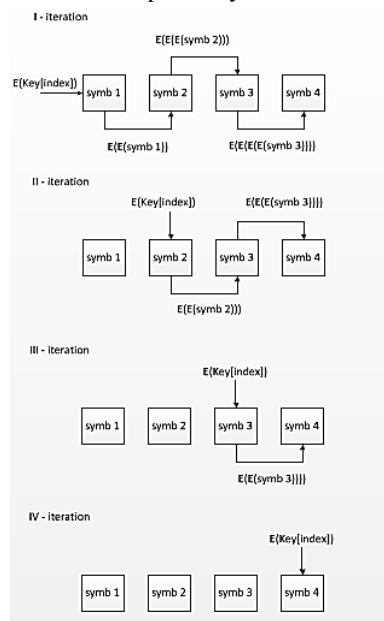 I - iteration
E(E(E(symb 2)))
E(Key[index])
symb 1
symb 2
symb 3
symb 4
E(E(symb 1))
E(E(E(E(symb 3))))
II - iteration
E(Key[index])
E(E(E(symb 3))))
symb 1
symb 2
symb 3
symb 4
E(E(symb 2)))
III - iteration
E(Key[index])
symb 1
symb 2
symb 3
symb 4
E(E(symb 3))))
IV - iteration
E(Key[index])
symb 1
symb 2
symb 3
symb 4